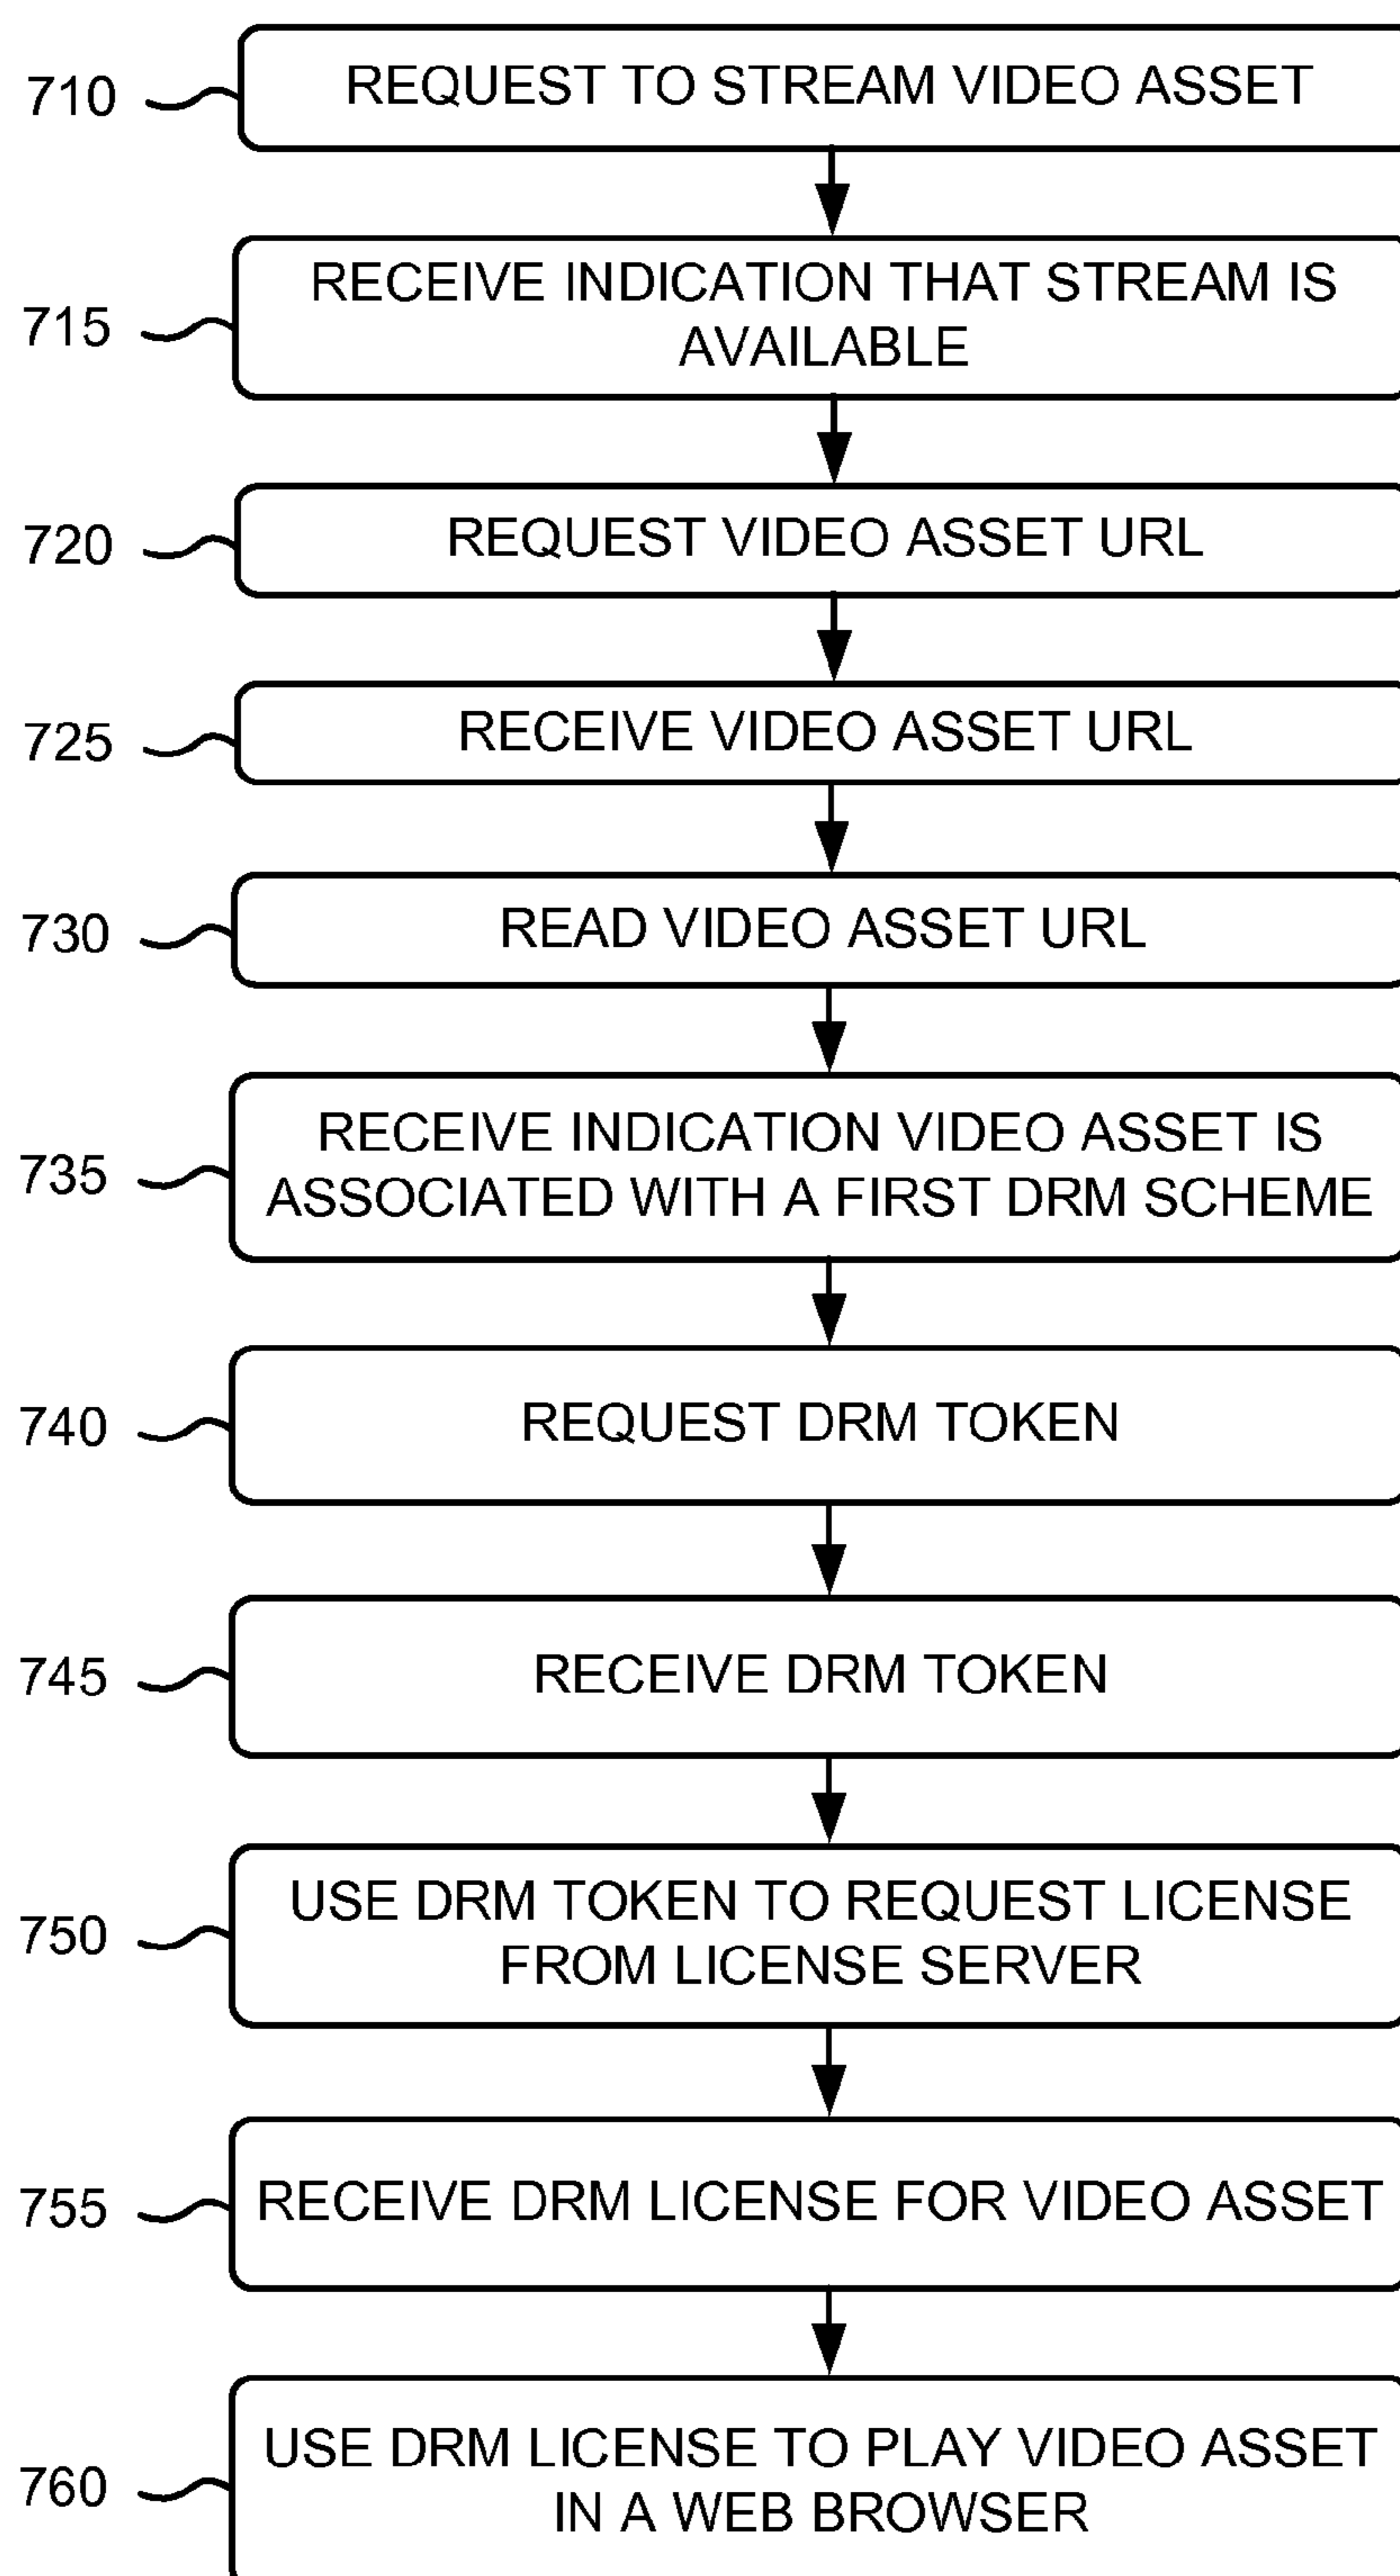 710
REQUEST TO STREAM VIDEO ASSET
715
RECEIVE INDICATION THAT STREAM IS
AVAILABLE
720
REQUEST VIDEO ASSET URL
725
RECEIVE VIDEO ASSET URL
730
READ VIDEO ASSET URL
735
RECEIVE INDICATION VIDEO ASSET IS
ASSOCIATED WITH A FIRST DRM SCHEME
740
REQUEST DRM TOKEN
745
RECEIVE DRM TOKEN
750
USE DRM TOKEN TO REQUEST LICENSE
FROM LICENSE SERVER
755
RECEIVE DRM LICENSE FOR VIDEO ASSET
760
USE DRM LICENSE TO PLAY VIDEO ASSET
IN A WEB BROWSER